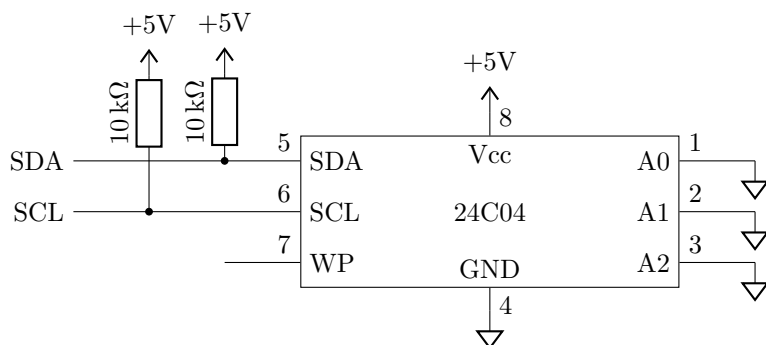 +5V
+5V
10 kΩ
10 kΩ
+5V
8
SDA
5
SDA
Vcc
A0
1
SCL
6
SCL
24C04
A1
2
7
WP
GND
A2
3
4